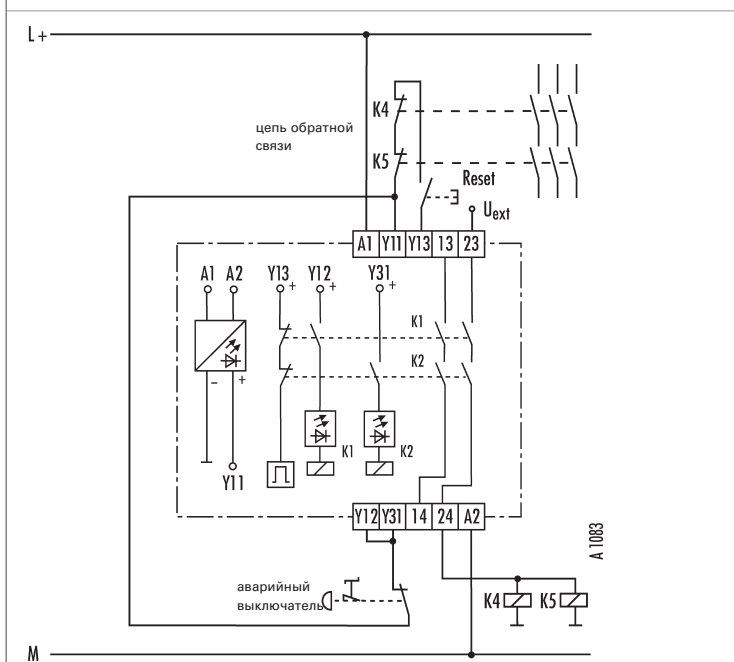 L+
K4
цепь обратной
связи
K5
Reset
Uext
A1 Y11 Y13 13 23
A1 A2 Y13 + Y12 + Y31 +
K1
K2
- +
K1 K2
Y11
Y12 Y31 14 24 A2
A 1083
аварийный
выключатель
K4 K5
M